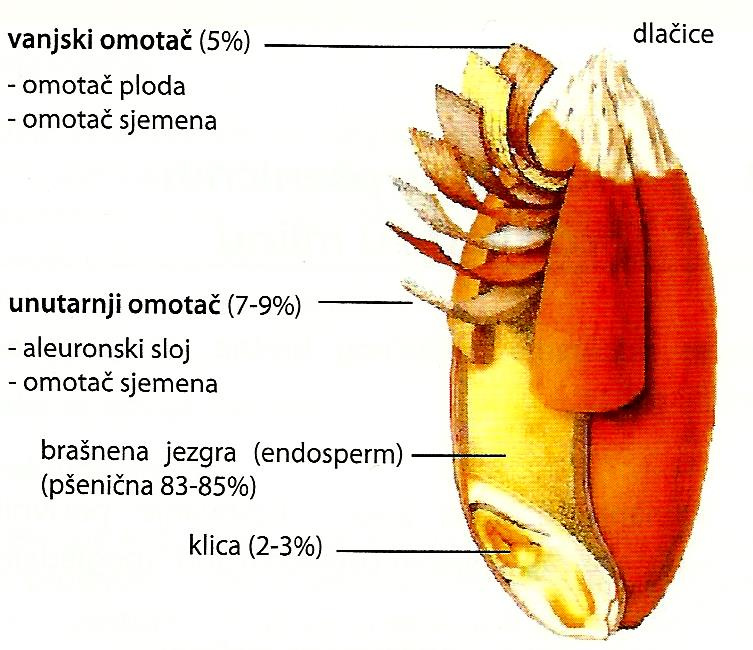 vanjski omotač (5%)
dlačice
- omotač ploda
- omotač sjemena
unutarnji omotač (7-9%)
- aleuronski sloj
- omotač sjemena
brašnena jezgra (endosperm)
(pšenična 83-85%)
klica (2-3%)